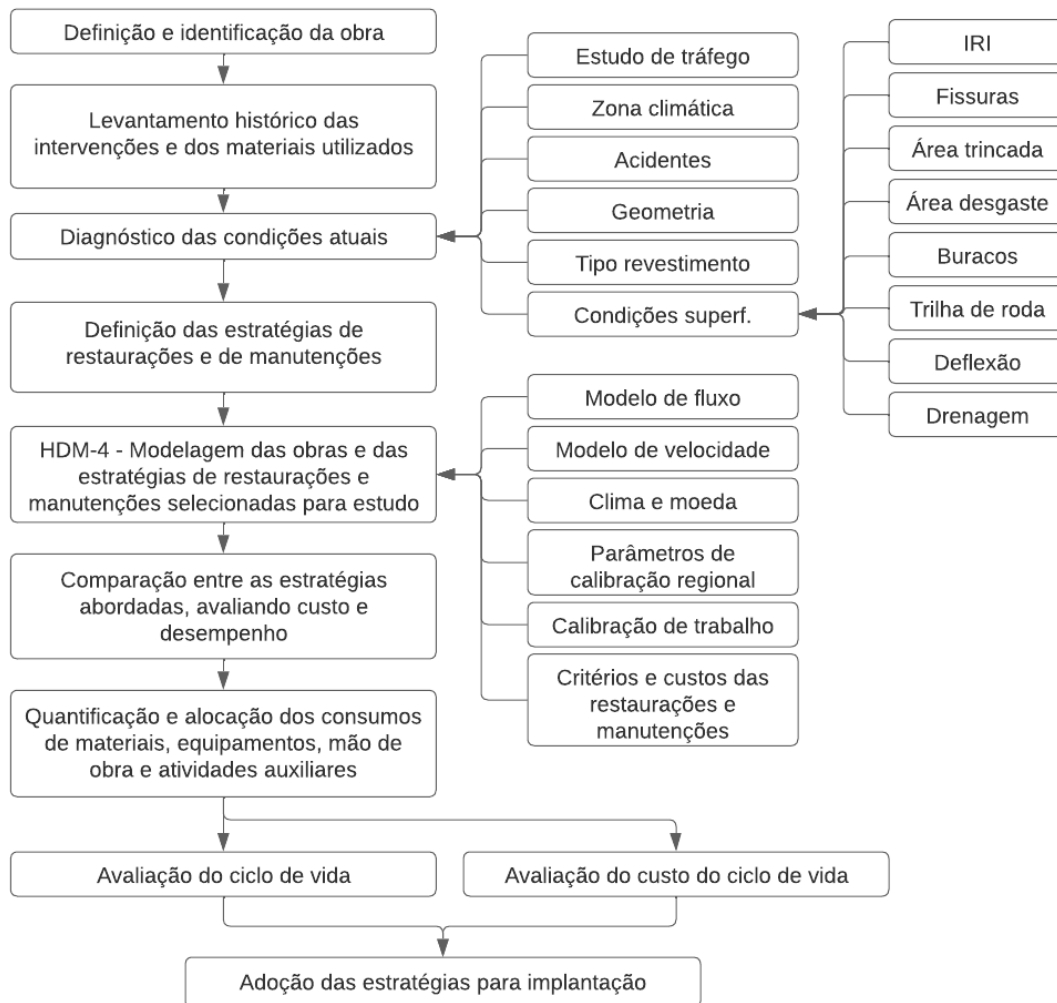 Definição e identificação da obra
Levantamento histórico das
intervenções e dos materiais utilizados
Diagnóstico das condições atuais
Definição das estratégias de
restaurações e de manutenções
HDM-4 - Modelagem das obras e das
estratégias de restaurações e
manutenções selecionadas para estudo
Comparação entre as estratégias
abordadas, avaliando custo e
desempenho
Quantificação e alocação dos consumos
de materiais, equipamentos, mão de
obra e atividades auxiliares
Avaliação do ciclo de vida
Avaliação do custo do ciclo de vida
Adoção das estratégias para implantação
Estudo de tráfego
Zona climática
Acidentes
Geometria
Tipo revestimento
Condições superf.
Modelo de fluxo
Modelo de velocidade
Clima e moeda
Parâmetros de
calibração regional
Calibração de trabalho
Critérios e custos das
restaurações e
manutenções
IRI
Fissuras
Área trincada
Área desgaste
Buracos
Trilha de roda
Deflexão
Drenagem